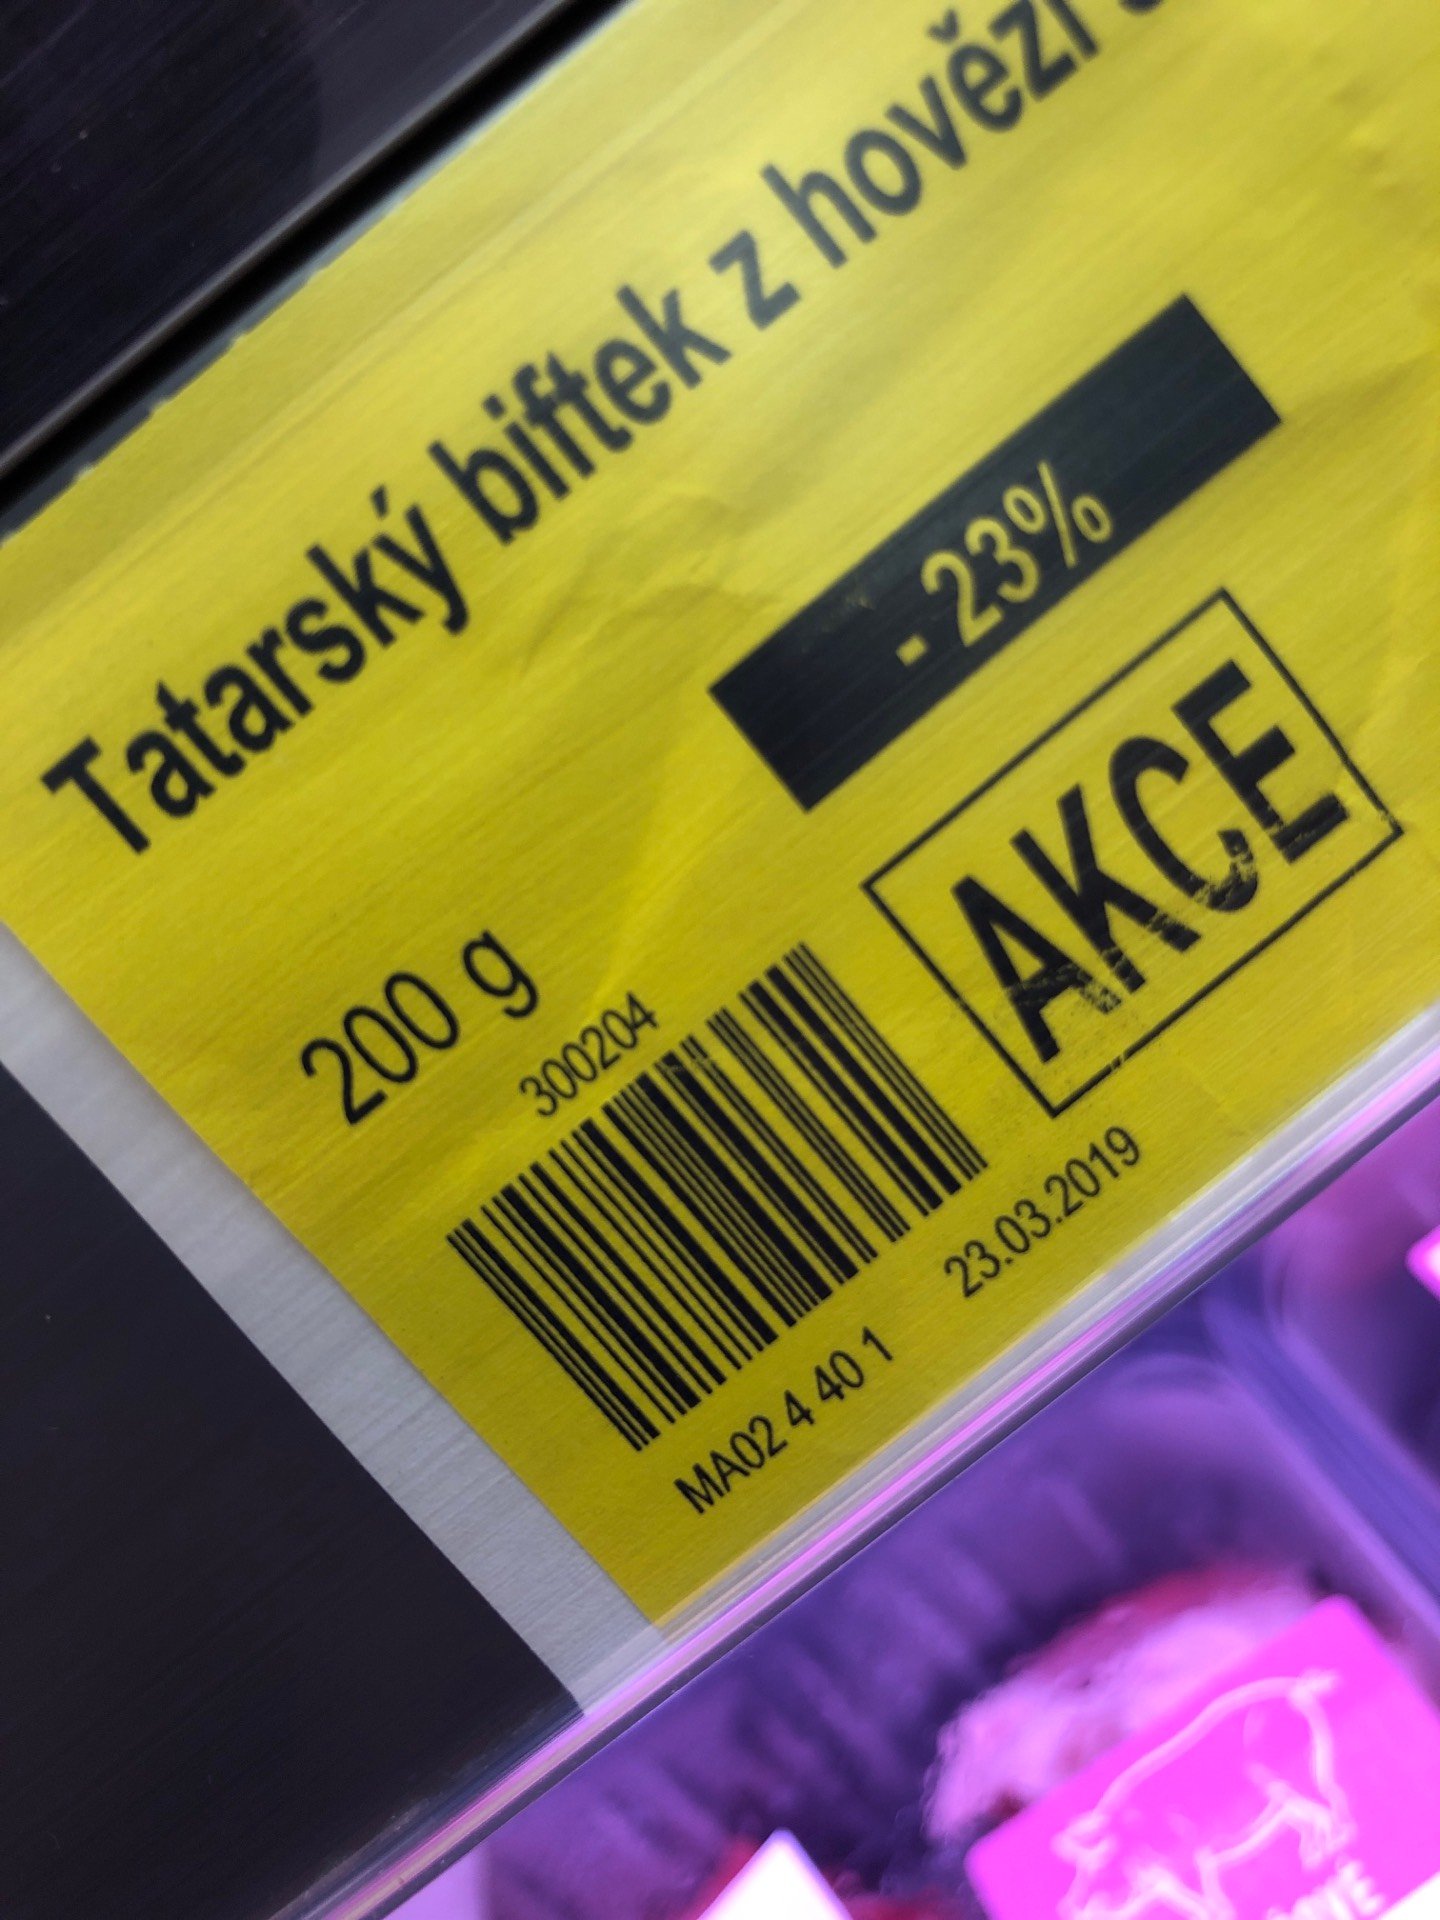 Tatarský biftek z hovězí
- 23%
AKCE
200 g
300204
MA02 4 40 1
23.03.2019